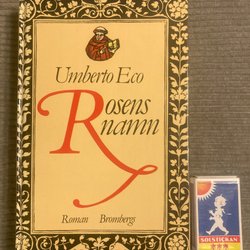 Umberto Eco
Rosens
namn
Roman Brombergs
SOLSTICKAN